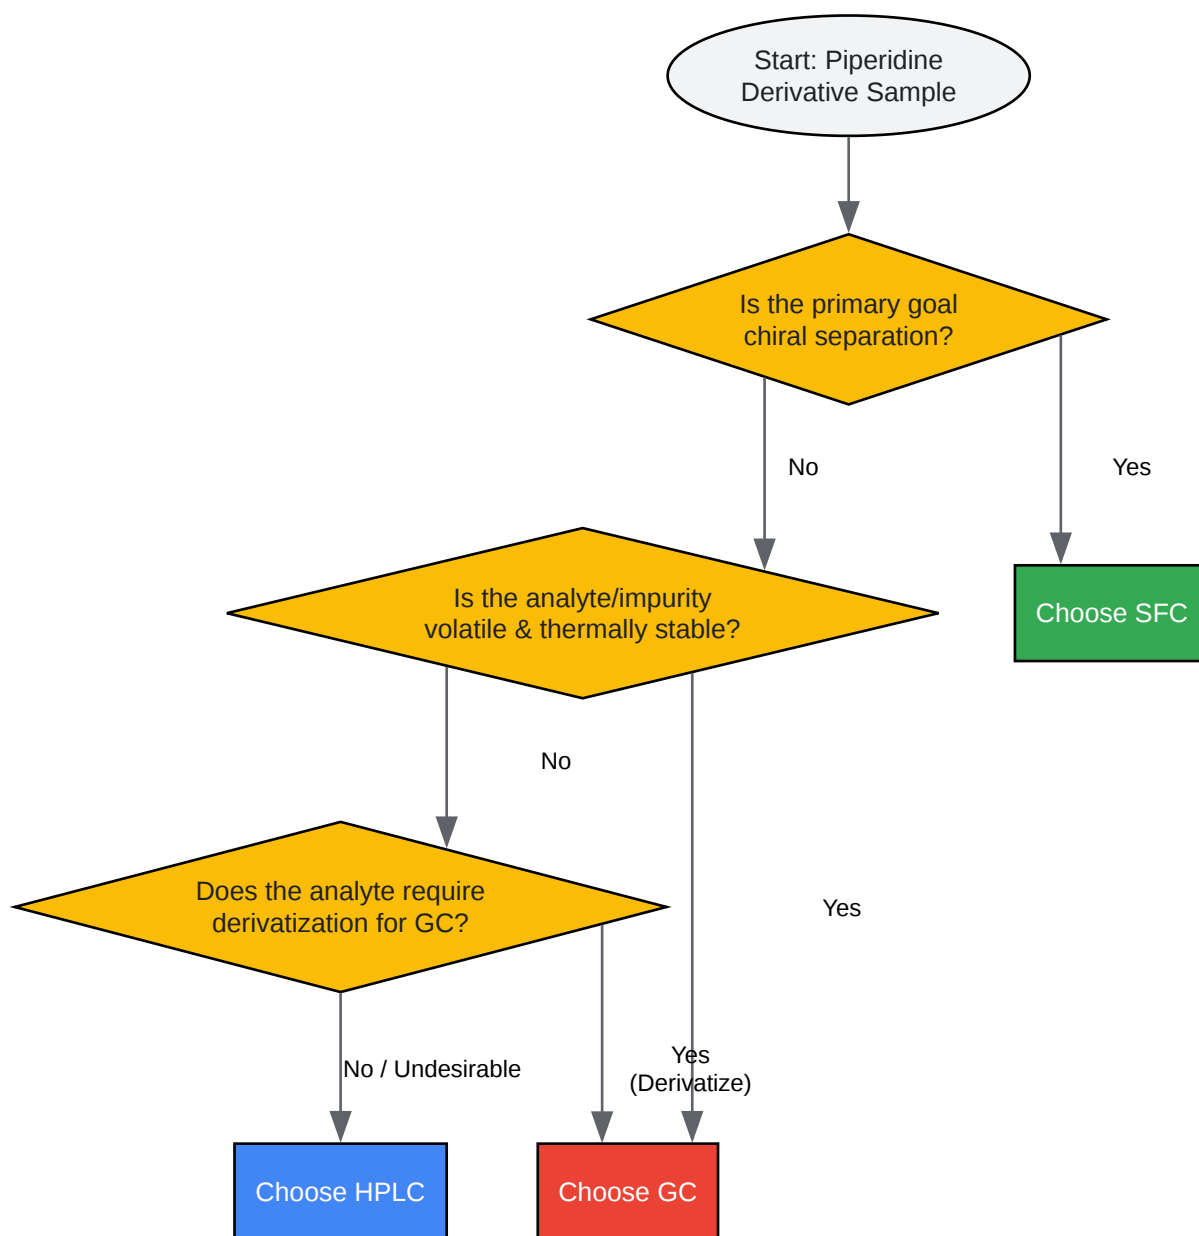 Start: Piperidine
Derivative Sample
Is the primary goal
chiral separation?
No
Yes
Is the analyte/impurity
volatile & thermally stable?
Choose SFC
No
Does the analyte require
derivatization for GC?
Yes
No / Undesirable
Yes
(Derivatize)
Choose HPLC
Choose GC